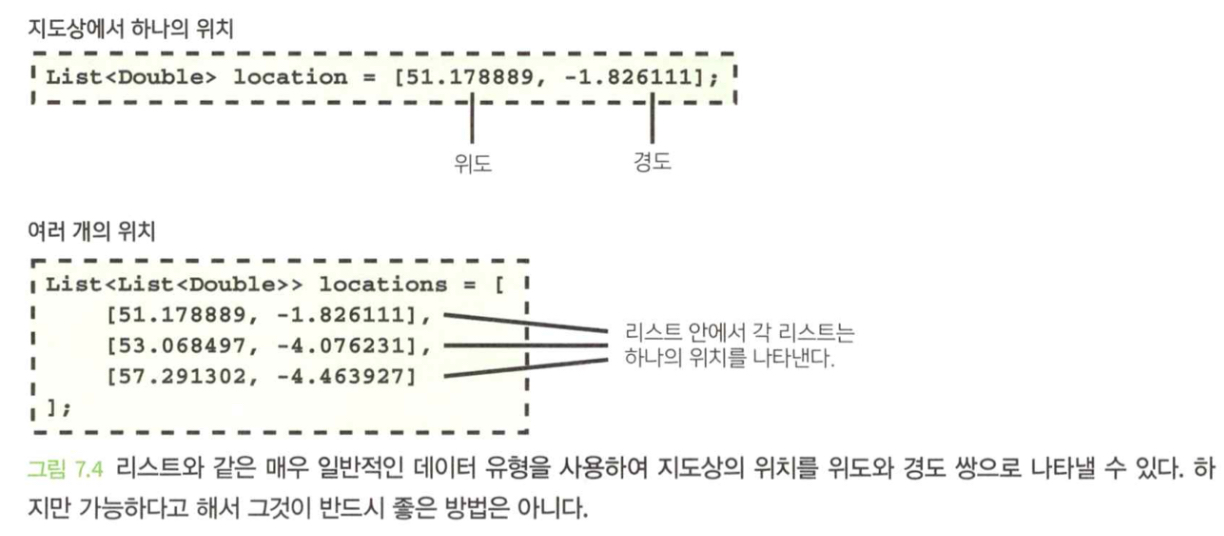 지도상에서 하나의 위치
List<Double> location = [51.178889, -1.826111];
위도 경도
여러 개의 위치
List<List<Double>> locations = [
[51.178889, -1.826111],
[53.068497, -4.076231],
[57.291302, -4.463927]
];
리스트 안에서 각 리스트는
하나의 위치를 나타낸다.
그림 7.4 리스트와 같은 매우 일반적인 데이터 유형을 사용하여 지도상의 위치를 위도와 경도 쌍으로 나타낼 수 있다. 하
지만 가능하다고 해서 그것이 반드시 좋은 방법은 아니다.